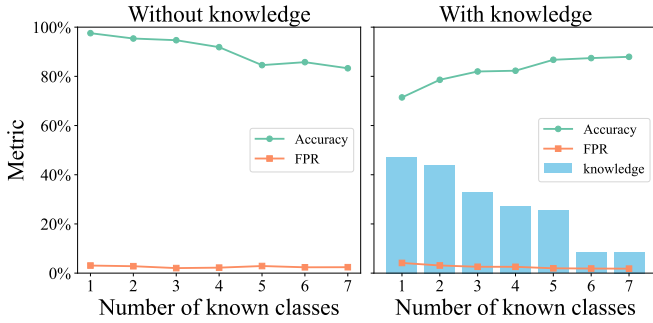 Without knowledge
With knowledge
Metric
100%
80%
60%
40%
20%
0%
Accuracy
FPR
Accuracy
FPR
knowledge
1 2 3 4 5 6 7
1 2 3 4 5 6 7
Number of known classes
Number of known classes